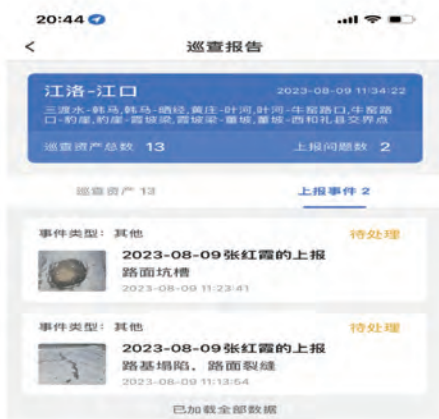 20:44
巡查报告
江洛-江口
2023-08-09 11:34:22
三渡水-韩马,韩马-晒经,黄庄-叶河,叶河-牛窑路口,牛窑路
口-豹崖,豹崖-霞坡梁,霞坡梁-董坡,董坡-西和礼县交界点
巡查资产总数 13
上报问题数 2
巡查资产 13
上报事件 2
事件类型: 其他
待处理
2023-08-09张红霞的上报
路面坑槽
2023-08-09 11:23:41
事件类型: 其他
待处理
2023-08-09张红霞的上报
路基塌陷，路面裂缝
2023-08-09 11:13:54
已加载全部数据